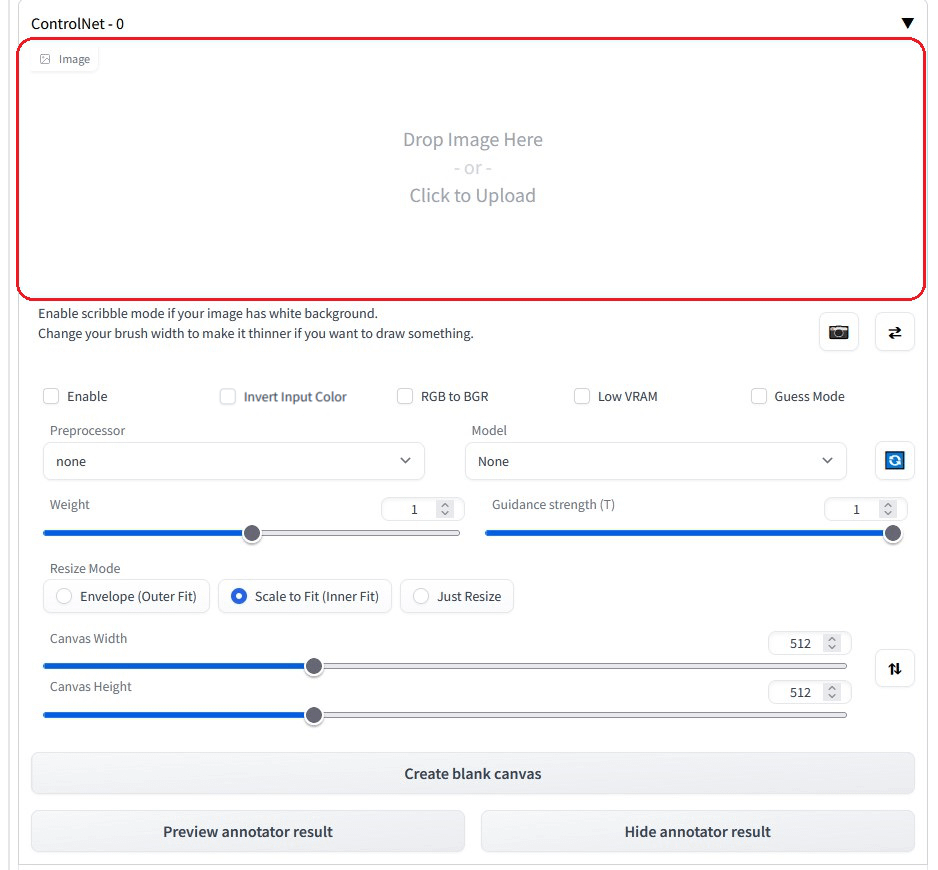 ControlNet - 0
Image
Drop Image Here
- or -
Click to Upload
Enable scribble mode if your image has white background.
Change your brush width to make it thinner if you want to draw something.
Enable
Invert Input Color
RGB to BGR
Low VRAM
Guess Mode
Preprocessor
Model
none
None
Weight
1
Guidance strength (T)
1
Resize Mode
Envelope (Outer Fit)
Scale to Fit (Inner Fit)
Just Resize
Canvas Width
512
Canvas Height
512
Create blank canvas
Preview annotator result
Hide annotator result